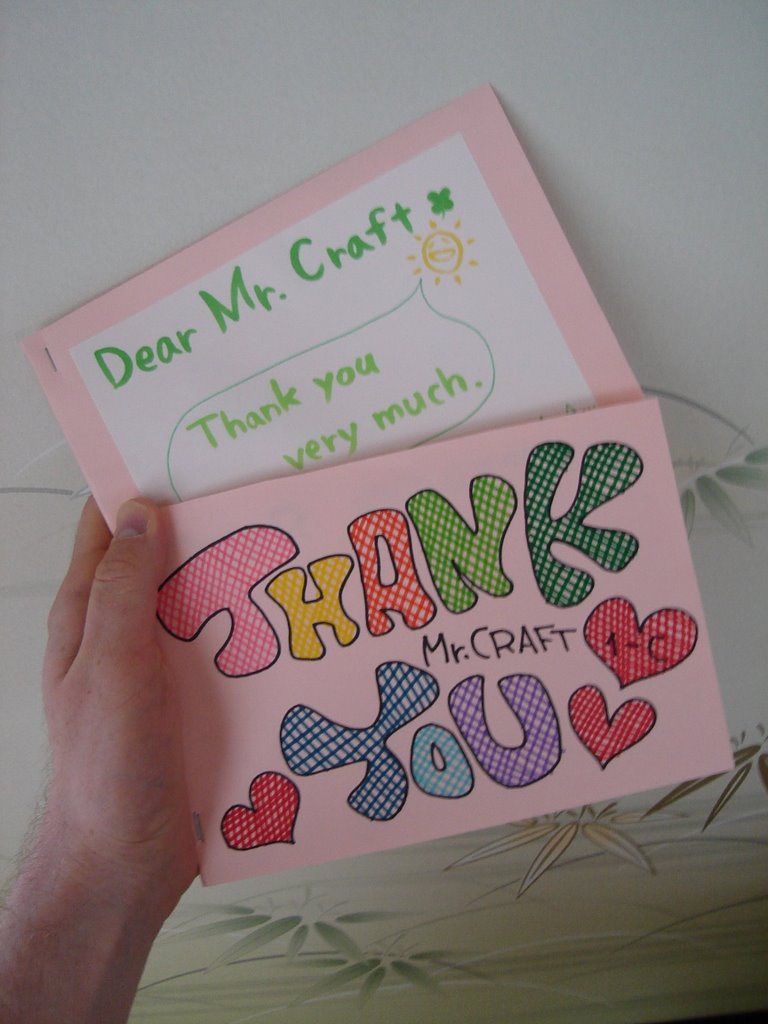 Dear Mr. Craft
Thank you
very much.
THANK
Mr. CRAFT
1-C
YOU